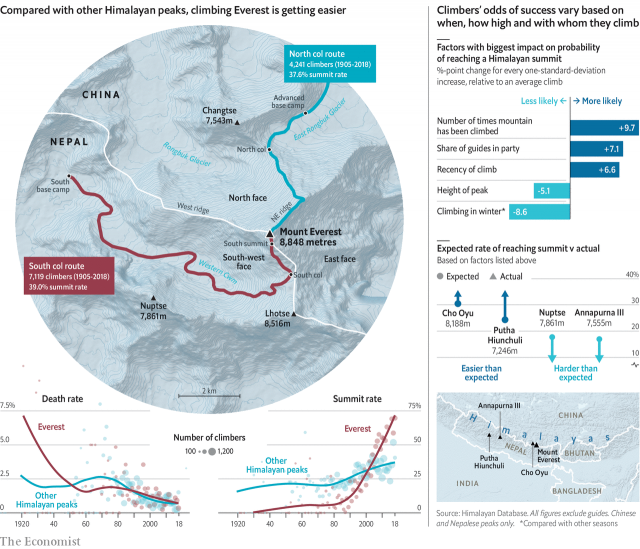 Compared with other Himalayan peaks, climbing Everest is getting easier
North col route
4,241 climbers (1905-2018)
37.6% summit rate
CHINA
Changtse
7,543m
Advanced
base camp
East Ronghuk Glacier
NEPAL
Ronghuk Glacier
North col
South
base camp
North face
West ridge
NE ridge
Mount Everest
8,848 metres
South summit
South-west
face
East face
Western Cwm
South col
South col route
7,119 climbers (1905-2018)
39.0% summit rate
Nuptse
7,861m
Lhotse
8,516m
2 km
Death rate
7.5%
Everest
5.0
2.5
Other
Himalayan peaks
0
1920
40
60
80
2000
18
Number of climbers
100
1,200
Summit rate
75%
Everest
50
Other
Himalayan peaks
25
0
1920
40
60
80
2000
18
Climbers' odds of success vary based on
when, how high and with whom they climb
Factors with biggest impact on probability
of reaching a Himalayan summit
%-point change for every one-standard-deviation
increase, relative to an average climb
Less likely ← → More likely
Number of times mountain
has been climbed
+9.7
Share of guides in party
+7.1
Recency of climb
+6.6
Height of peak
-5.1
Climbing in winter*
-8.6
Expected rate of reaching summit v actual
Based on factors listed above
Expected Actual
40%
30
20
10
Cho Oyu
8,188m
Putha
Hiunchuli
7,246m
Nuptse
7,861m
Annapurna III
7,555m
Easier than
expected
Harder than
expected
Annapurna III
CHINA
Himalayas
NEPAL
Mount
Everest
BHUTAN
Putha
Hiunchuli
Cho Oyu
INDIA
BANGLADESH
Source: Himalayan Database. All figures exclude guides. Chinese
and Nepalese peaks only. *Compared with other seasons
The Economist